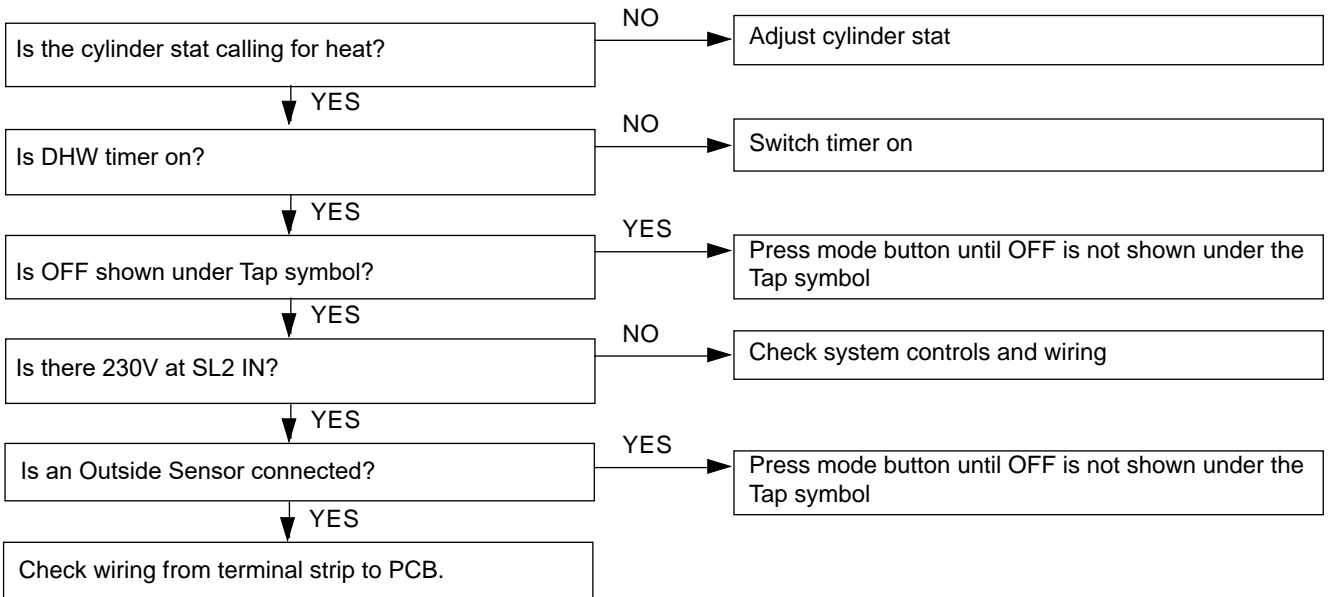 Is the cylinder stat calling for heat?
NO
Adjust cylinder stat
YES
Is DHW timer on?
NO
Switch timer on
YES
Is OFF shown under Tap symbol?
YES
Press mode button until OFF is not shown under the
Tap symbol
YES
Is there 230V at SL2 IN?
NO
Check system controls and wiring
YES
Is an Outside Sensor connected?
YES
Press mode button until OFF is not shown under the
Tap symbol
YES
Check wiring from terminal strip to PCB.